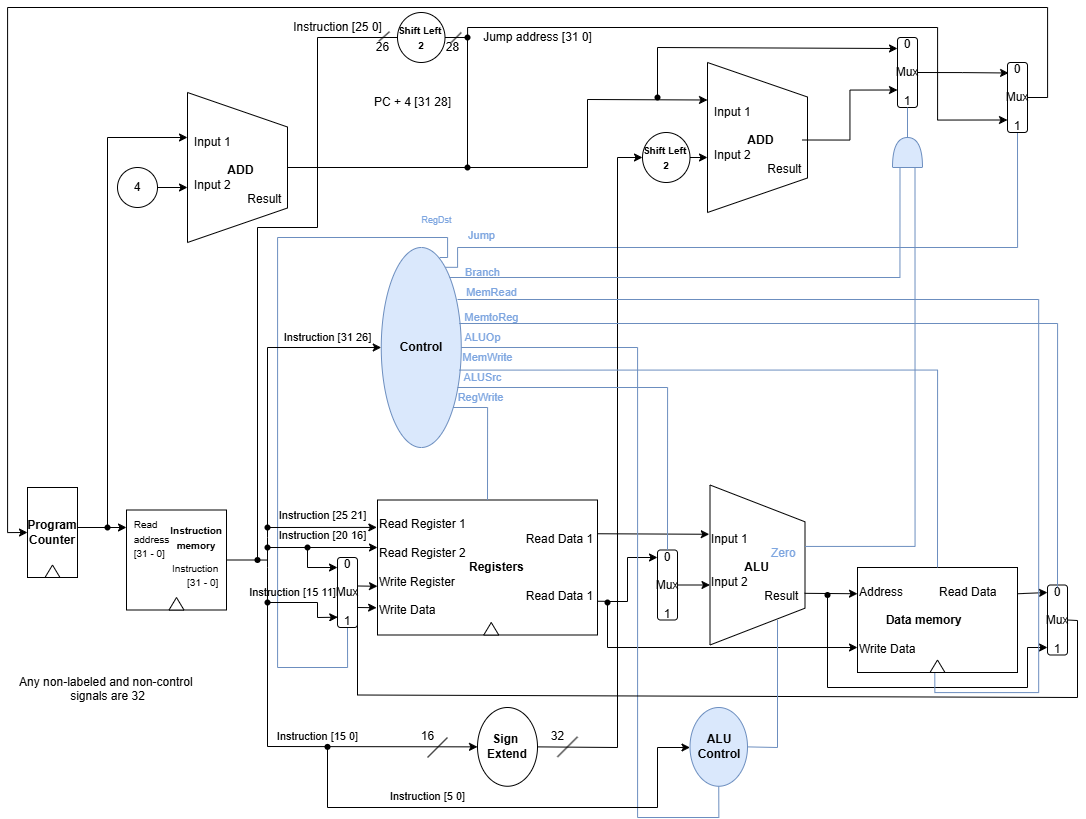 Instruction [25 0]
26
Shift Left
2
28
Jump address [31 0]
PC + 4 [31 28]
0
Mux
1
0
Mux
1
Input 1
ADD
Input 2
Result
4
Input 1
ADD
Input 2
Result
Shift Left
2
RegDst
Jump
Branch
MemRead
MemtoReg
ALUOp
MemWrite
ALUSrc
RegWrite
Instruction [31 26]
Control
Program
Counter
Read
address
[31 - 0]
Instruction
memory
Instruction
[31 - 0]
Instruction [25 21]
Instruction [20 16]
Instruction [15 11]
0
Mux
1
Read Register 1
Read Register 2
Write Register
Write Data
Registers
Read Data 1
Read Data 1
0
Mux
1
Input 1
Zero
ALU
Input 2
Result
Address
Read Data
Data memory
Write Data
0
Mux
1
Any non-labeled and non-control
signals are 32
Instruction [15 0]
16
Sign
Extend
32
ALU
Control
Instruction [5 0]